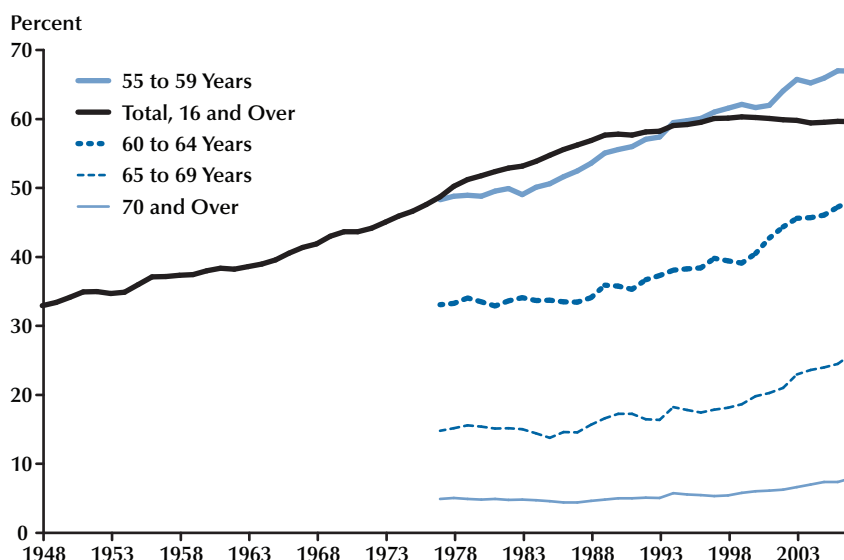 Percent
70
55 to 59 Years
Total, 16 and Over
60
60 to 64 Years
65 to 69 Years
50
70 and Over
40
30
20
10
0
1948 1953 1958 1963 1968 1973 1978 1983 1988 1993 1998 2003